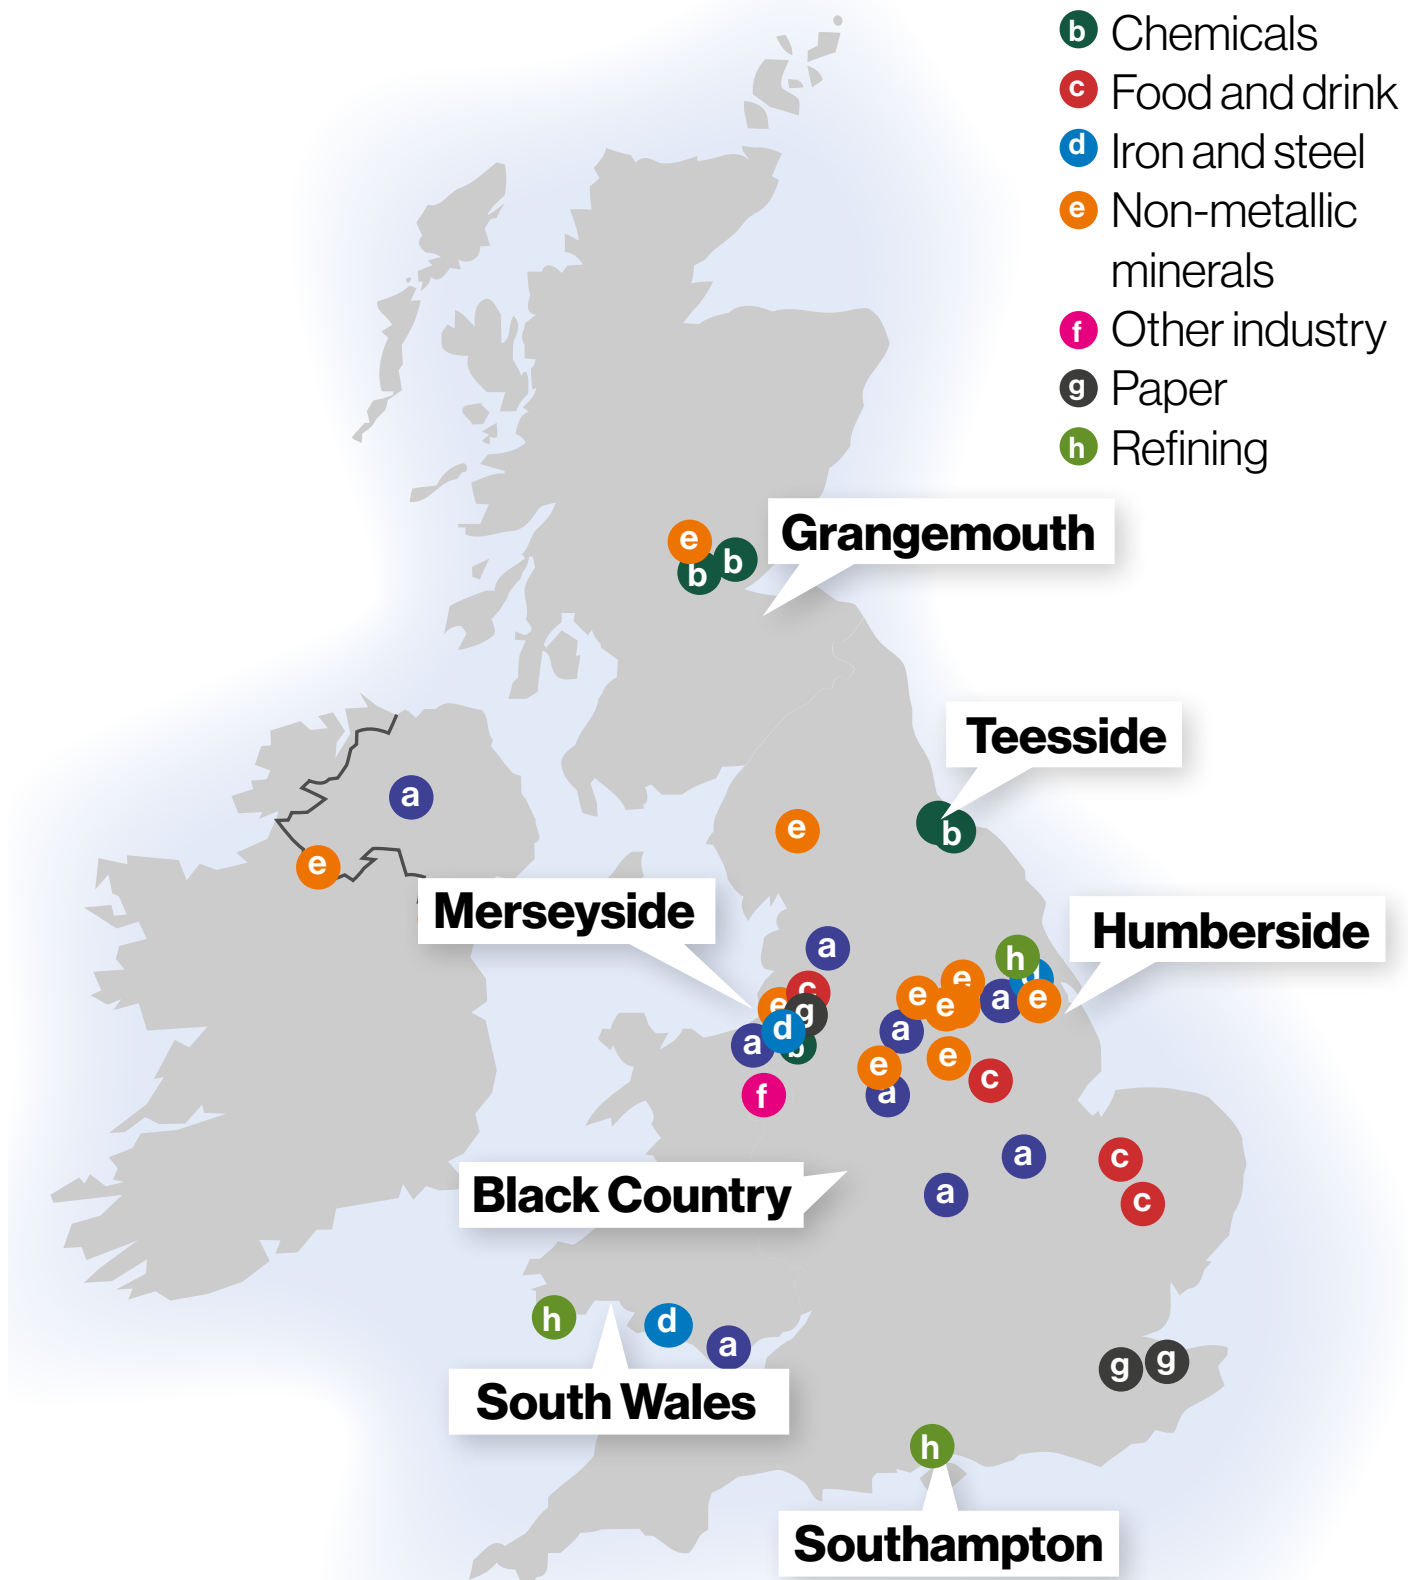 b Chemicals
c Food and drink
d Iron and steel
e Non-metallic
minerals
f Other industry
g Paper
h Refining
Grangemouth
e
b
b
Teesside
b
a
e
e
Merseyside
Humberside
a
c
e
g
d
a
b
f
h
d
e
e
e
a
e
a
e
e
a
c
Black Country
a
a
c
c
h
d
a
South Wales
g
g
h
Southampton